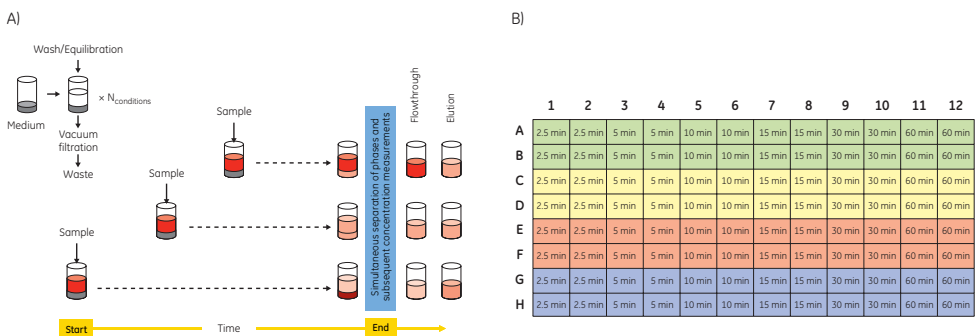 A)
Wash/Equilibration
Medium
× Nconditions
Vacuum
filtration
Waste
Sample
Sample
Sample
Simultaneous separation of phases and
subsequent concentration measurements
Flowthrough
Elution
Start
Time
End
B)
1 2 3 4 5 6 7 8 9 10 11 12
A 2.5 min 2.5 min 5 min 5 min 10 min 10 min 15 min 15 min 30 min 30 min 60 min 60 min
B 2.5 min 2.5 min 5 min 5 min 10 min 10 min 15 min 15 min 30 min 30 min 60 min 60 min
C 2.5 min 2.5 min 5 min 5 min 10 min 10 min 15 min 15 min 30 min 30 min 60 min 60 min
D 2.5 min 2.5 min 5 min 5 min 10 min 10 min 15 min 15 min 30 min 30 min 60 min 60 min
E 2.5 min 2.5 min 5 min 5 min 10 min 10 min 15 min 15 min 30 min 30 min 60 min 60 min
F 2.5 min 2.5 min 5 min 5 min 10 min 10 min 15 min 15 min 30 min 30 min 60 min 60 min
G 2.5 min 2.5 min 5 min 5 min 10 min 10 min 15 min 15 min 30 min 30 min 60 min 60 min
H 2.5 min 2.5 min 5 min 5 min 10 min 10 min 15 min 15 min 30 min 30 min 60 min 60 min